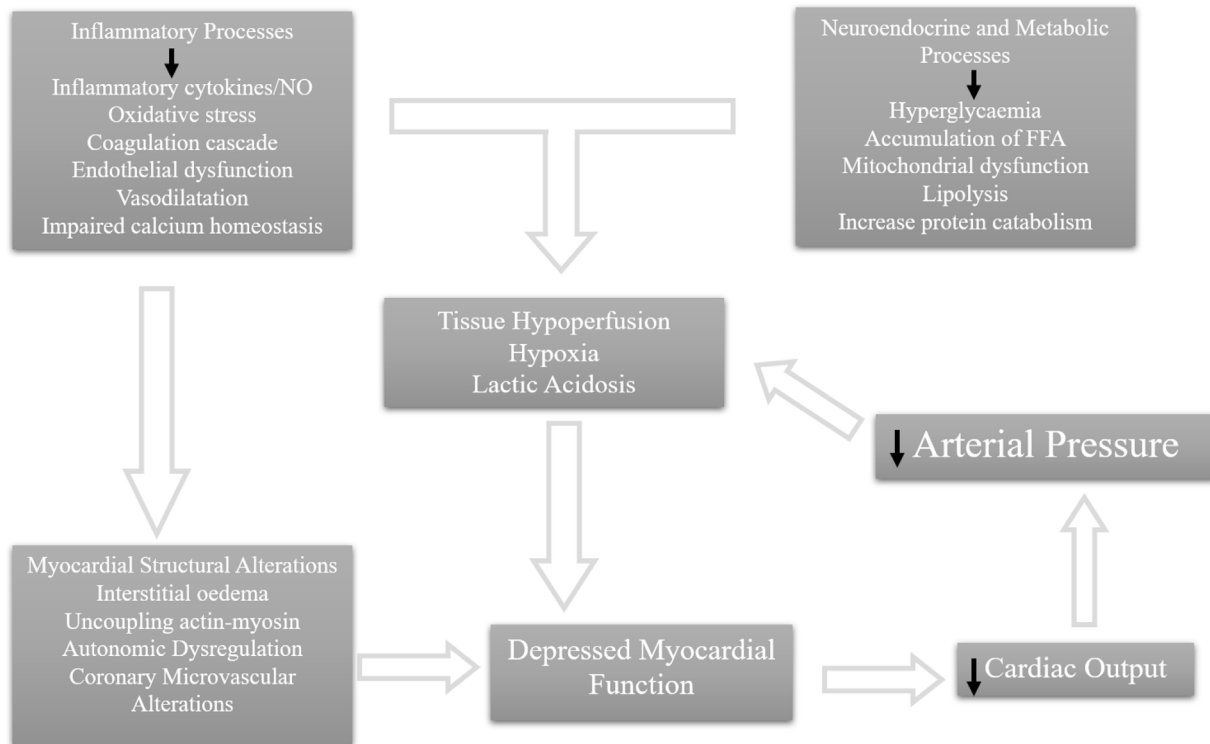 Inflammatory Processes
Inflammatory cytokines/NO
Oxidative stress
Coagulation cascade
Endothelial dysfunction
Vasodilatation
Impaired calcium homeostasis
Neuroendocrine and Metabolic
Processes
Hyperglycaemia
Accumulation of FFA
Mitochondrial dysfunction
Lipolysis
Increase protein catabolism
Tissue Hypoperfusion
Hypoxia
Lactic Acidosis
Arterial Pressure
Myocardial Structural Alterations
Interstitial oedema
Uncoupling actin-myosin
Autonomic Dysregulation
Coronary Microvascular
Alterations
Depressed Myocardial
Function
Cardiac Output